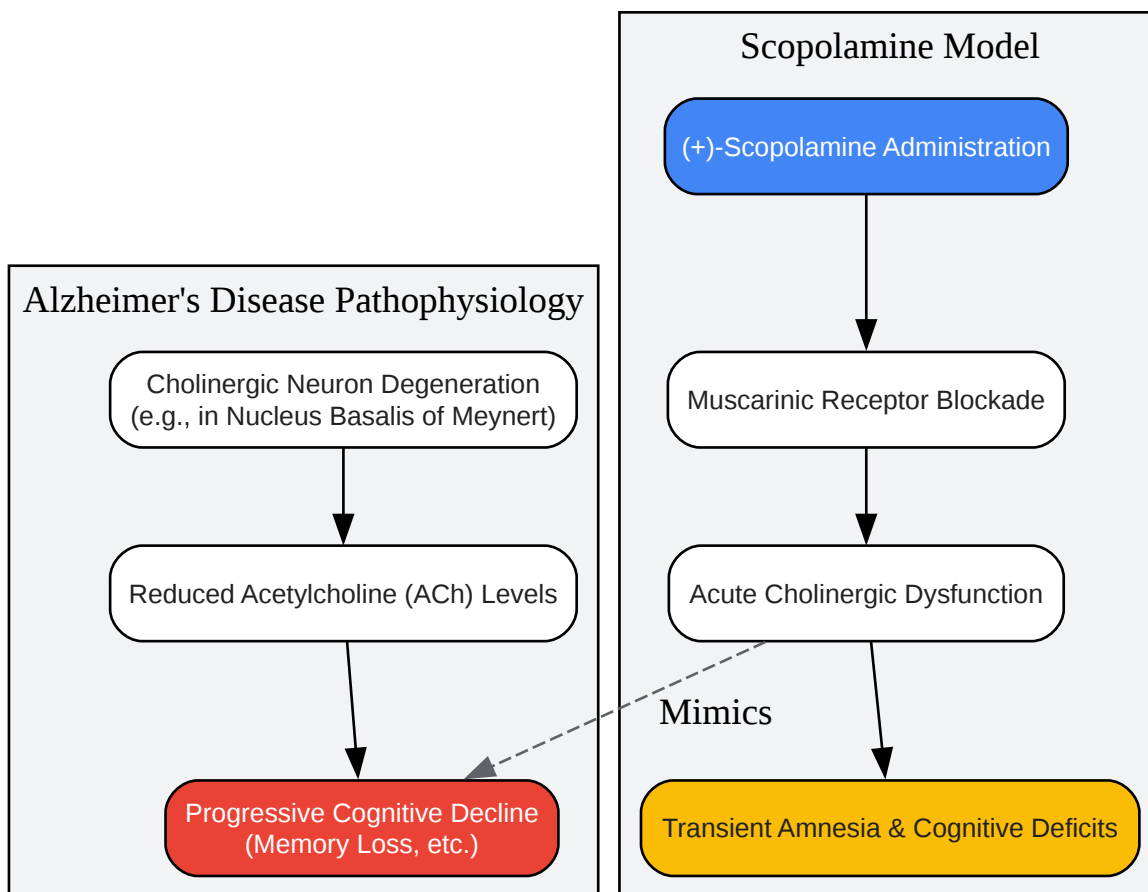 Scopolamine Model
(+)-Scopolamine Administration
Muscarinic Receptor Blockade
Acute Cholinergic Dysfunction
Mimics
Transient Amnesia & Cognitive Deficits
Alzheimer's Disease Pathophysiology
Cholinergic Neuron Degeneration
(e.g., in Nucleus Basalis of Meynert)
Reduced Acetylcholine (ACh) Levels
Progressive Cognitive Decline
(Memory Loss, etc.)